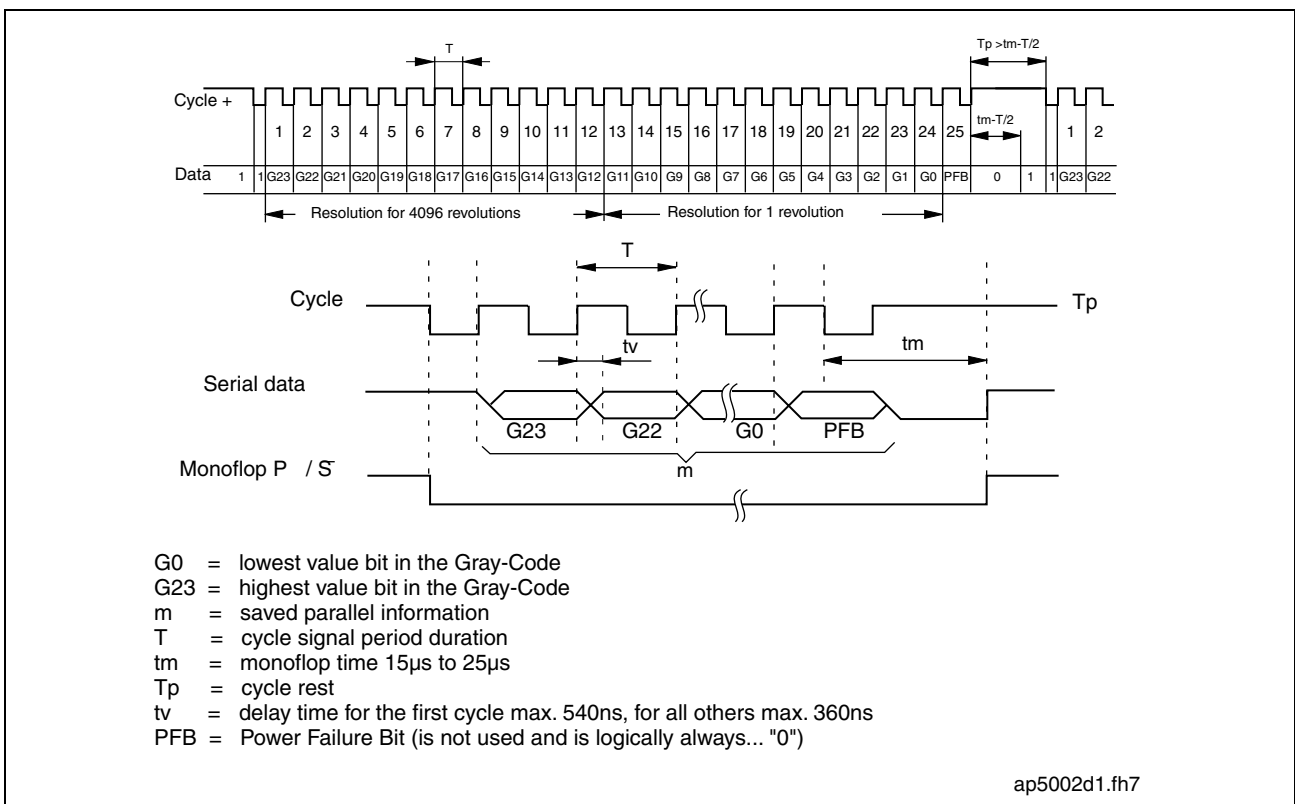 T
Tp >tm-T/2
Cycle +
1 2 3 4 5 6 7 8 9 10 11 12 13 14 15 16 17 18 19 20 21 22 23 24 25 tm-T/2 1 2
Data 1 1 G23 G22 G21 G20 G19 G18 G17 G16 G15 G14 G13 G12 G11 G10 G9 G8 G7 G6 G5 G4 G3 G2 G1 G0 PFB 0 1 1 G23 G22
Resolution for 4096 revolutions Resolution for 1 revolution
T
Cycle Tp
tv tm
Serial data
G23 G22 G0 PFB
Monoflop P / S̄ m
G0 = lowest value bit in the Gray-Code
G23 = highest value bit in the Gray-Code
m = saved parallel information
T = cycle signal period duration
tm = monoflop time 15µs to 25µs
Tp = cycle rest
tv = delay time for the first cycle max. 540ns, for all others max. 360ns
PFB = Power Failure Bit (is not used and is logically always... "0")
ap5002d1.fh7